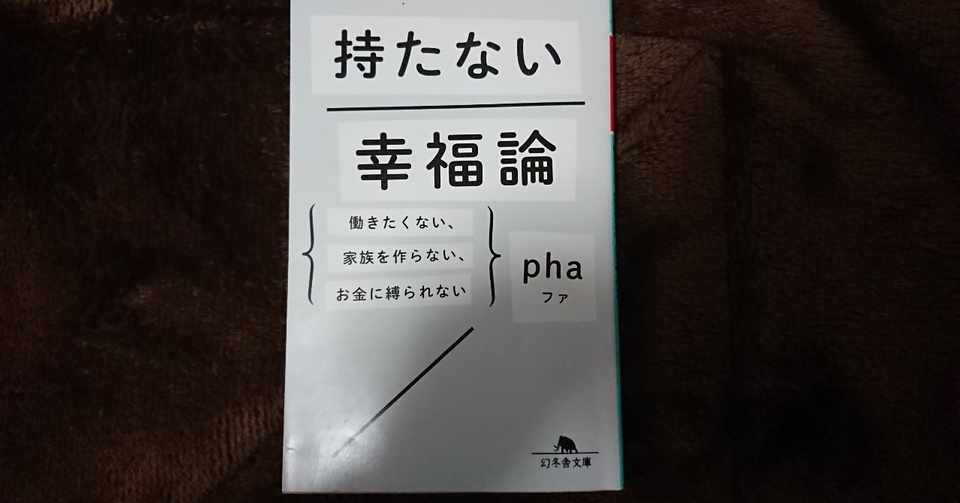 持たない
幸福論
働きたくない、
家族を作らない、
お金に縛られない
pha
ファ
幻冬舎文庫